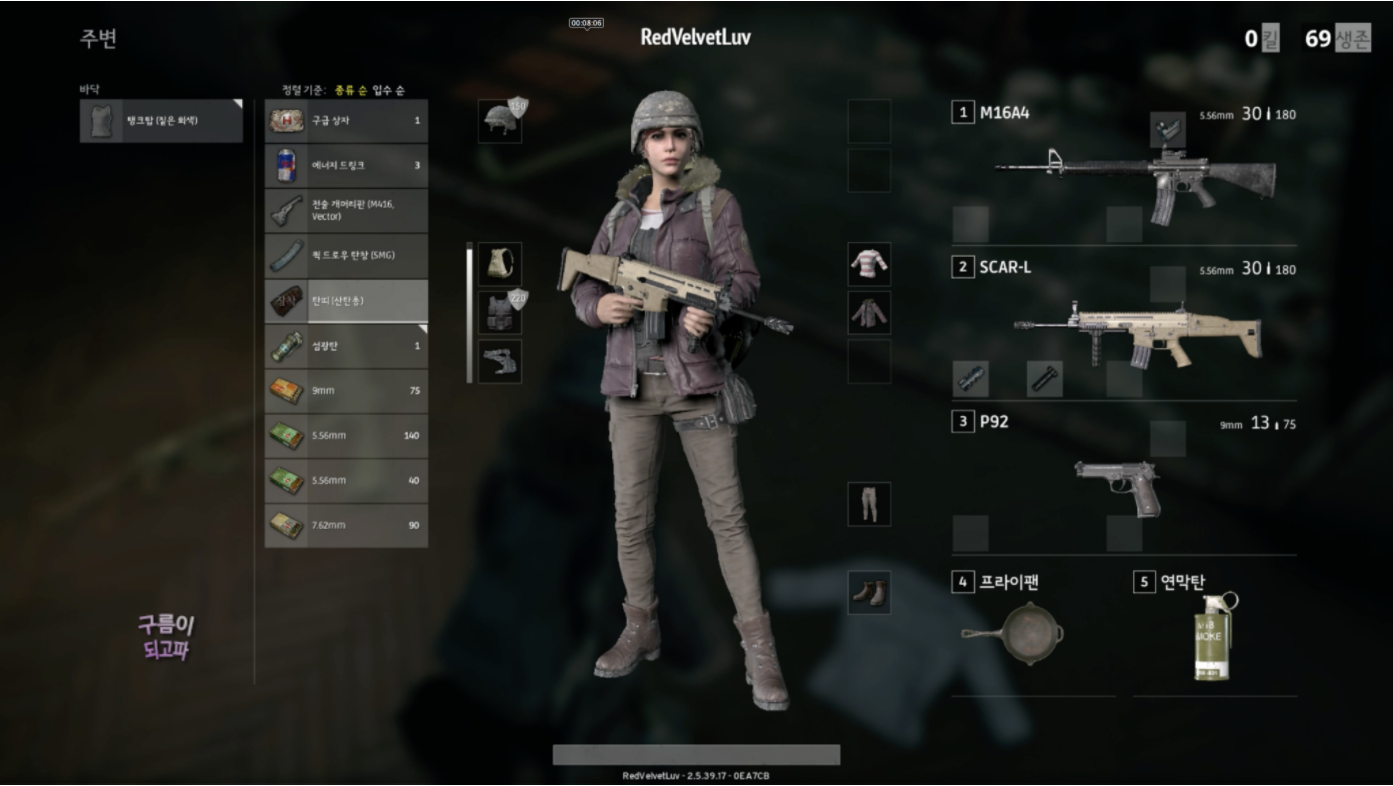 00:08:06
주변
RedVelvetLuv
0 킬 69 생존
바닥
탱크탑 (짙은 회색)
정렬 기준: 종류 순 입수 순
구급 상자 1
에너지 드링크 3
전술 개머리판 (M416,
Vector)
퀵 드로우 탄창 (SMG)
탄띠 (산탄총)
섬광탄 1
9mm 75
5.56mm 140
5.56mm 40
7.62mm 90
구름이
되고파
150
220
1 M16A4 5.56mm 30 180
2 SCAR-L 5.56mm 30 180
3 P92 9mm 13 75
4 프라이팬
5 연막탄
SMOKE
RedVelvetLuv - 2.5.39.17 - 0EA7CB